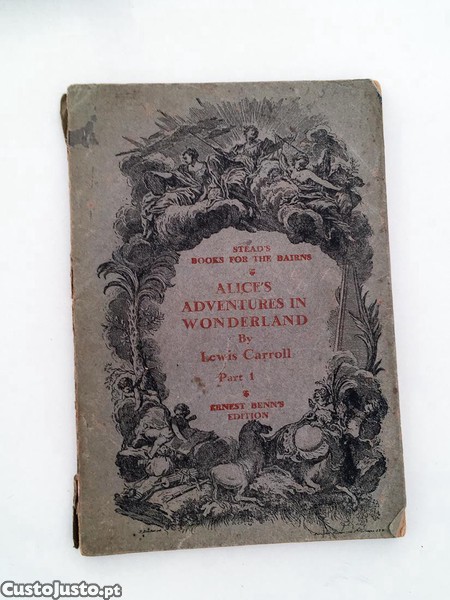 STEAD'S
BOOKS FOR THE BAIRNS
ALICE'S
ADVENTURES IN
WONDERLAND
By
Lewis Carroll
Part 1
ERNEST BENN'S
EDITION
CustoJusto.pt